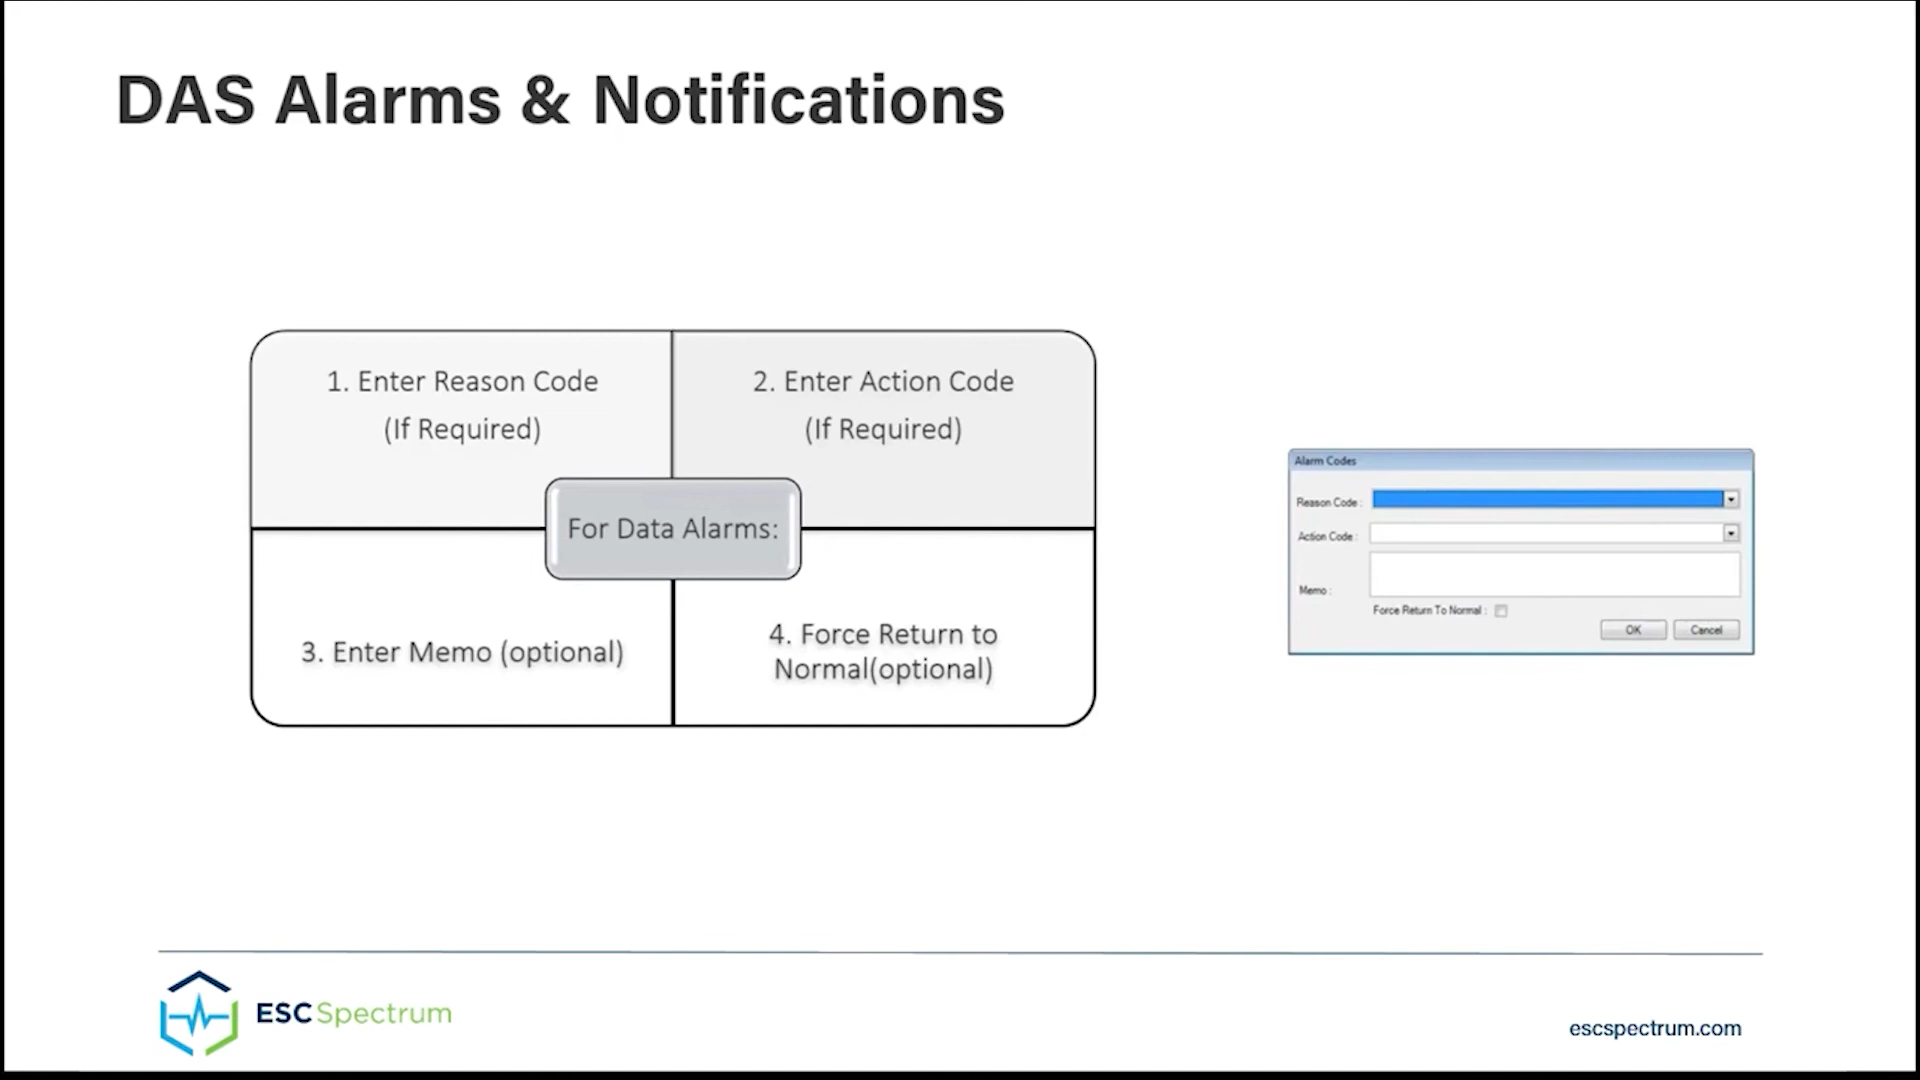 DAS Alarms & Notifications
1. Enter Reason Code
(If Required)
2. Enter Action Code
(If Required)
For Data Alarms:
3. Enter Memo (optional)
4. Force Return to
Normal(optional)
Alarm Codes
Reason Code :
Action Code :
Memo :
Force Return To Normal :
OK
Cancel
ESC Spectrum
escspectrum.com